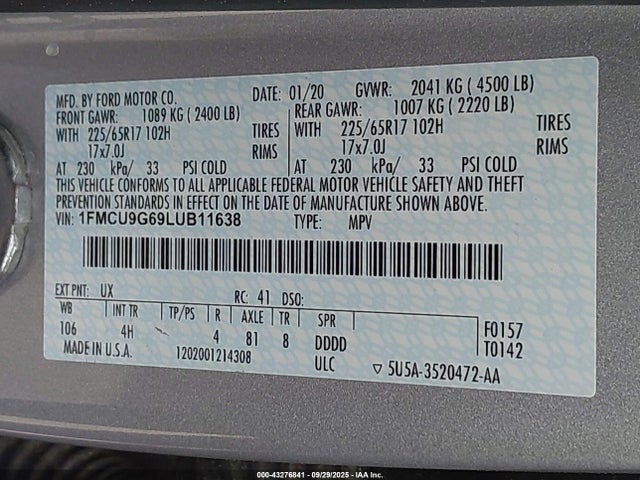 MFD. BY FORD MOTOR CO. DATE: 01/20 GVWR: 2041 KG ( 4500 LB)
FRONT GAWR: 1089 KG ( 2400 LB) REAR GAWR: 1007 KG ( 2220 LB)
WITH 225/65R17 102H TIRES WITH 225/65R17 102H TIRES
17x7.0J RIMS 17x7.0J RIMS
AT 230 kPa/ 33 PSI COLD AT 230 kPa/ 33 PSI COLD
THIS VEHICLE CONFORMS TO ALL APPLICABLE FEDERAL MOTOR VEHICLE SAFETY AND THEFT
PREVENTION STANDARDS IN EFFECT ON THE DATE OF MANUFACTURE SHOWN ABOVE.
VIN: 1FMCU9G69LUB11638 TYPE: MPV
EXT PNT: UX RC: 41 DSO:
WB INT TR TP/PS R AXLE TR SPR
106 4H 4 81 8 DDDD
F0157
T0142
MADE IN U.S.A. 1202001214308 ULC ▽ 5U5A-3520472-AA
000-43276841 - 09/29/2025 - IAA Inc.